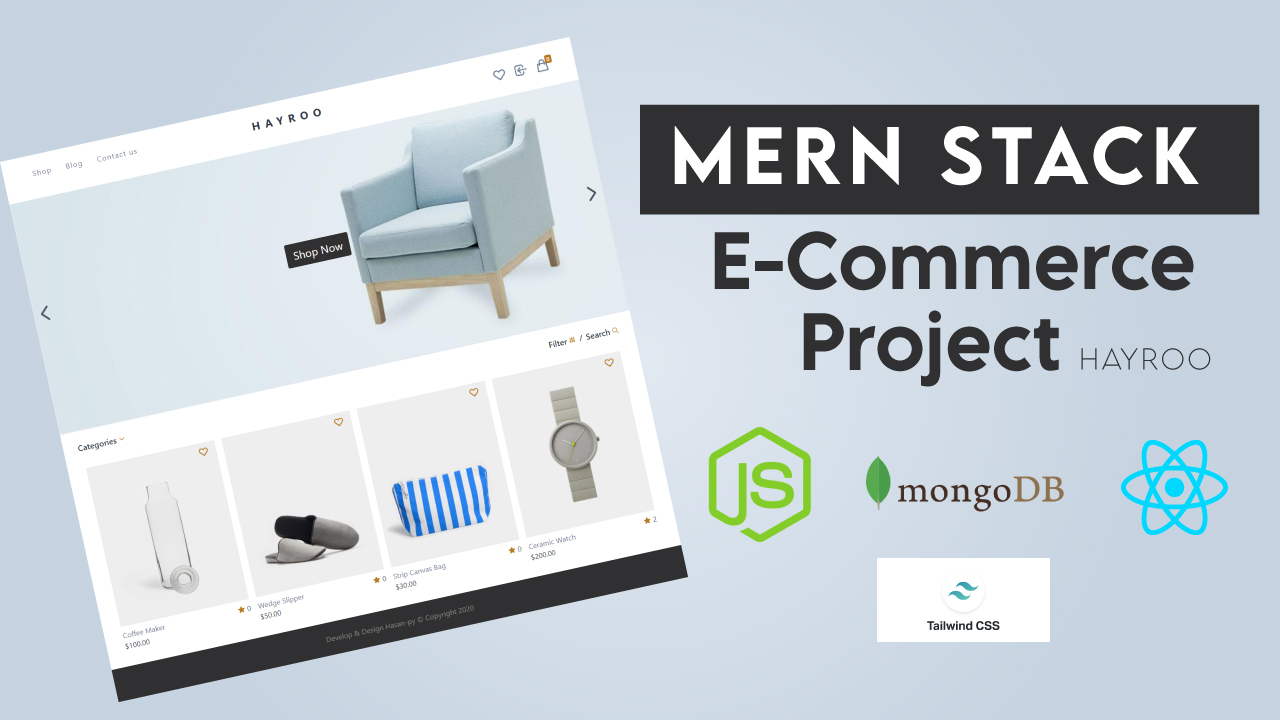 HAYROO
0
Shop Blog Contact us
Shop Now
Filter / Search
Categories
0
Coffee Maker
$100.00
0
Wedge Slipper
$50.00
0
Strip Canvas Bag
$30.00
2
Ceramic Watch
$200.00
Develop & Design Hasan-py © Copyright 2020
MERN STACK
E-Commerce
Project HAYROO
JS
mongoDB
Tailwind CSS